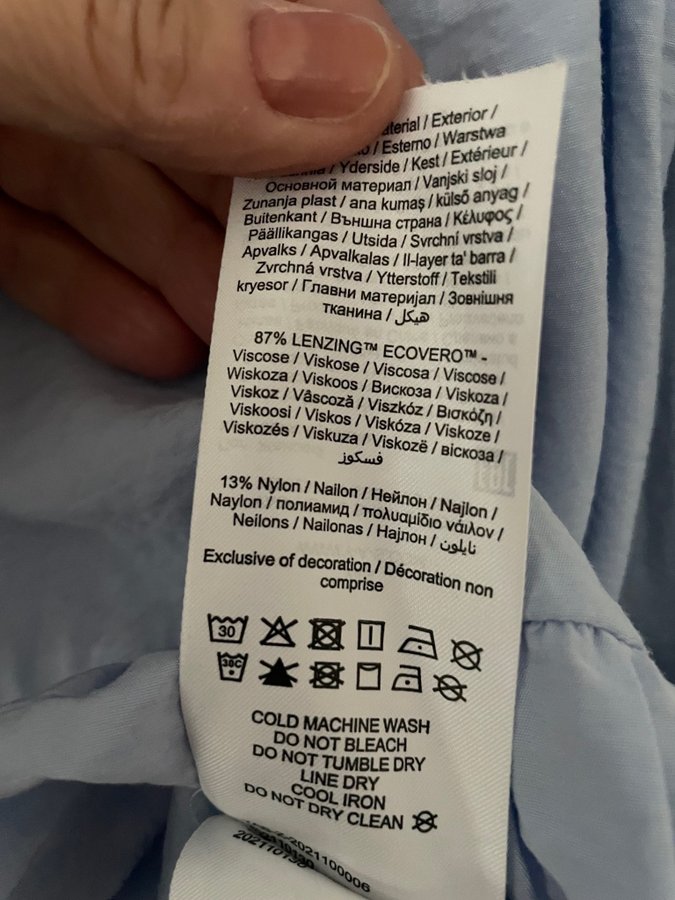 / Exterior /
/ Esterno / Warstwa
/ Yderside / Kest / Extérieur /
Основной материал / Vanjski sloj /
Zunanja plast / ana kumaş / külső anyag /
Buitenkant / Външна страна / Κέλυφος /
Päällikangas / Utsida / Svrchní vrstva /
Apvalks / Apvalkalas / Il-layer ta' barra /
Zvrchná vrstva / Ytterstoff / Tekstili
kryesor / Главни материјал / Зовнішня
тканина / هيكل
87% LENZING™ ECOVERO™ -
Viscose / Viskose / Viscosa / Viscose /
Wiskoza / Viskoos / Вискоза / Viskoza /
Viskoz / Vâscoză / Viszkóz / Βισκόζη /
Viskoosi / Viskos / Viskóza / Viskoze /
Viskozės / Viskuza / Viskozë / віскоза /
فسكوز
13% Nylon / Nailon / Нейлон / Najlon /
Naylon / полиамид / πολυαμίδιο νάιλον /
Neilons / Nailonas / Најлон / نايلون
Exclusive of decoration / Décoration non
comprise
30
30C
COLD MACHINE WASH
DO NOT BLEACH
DO NOT TUMBLE DRY
LINE DRY
COOL IRON
DO NOT DRY CLEAN